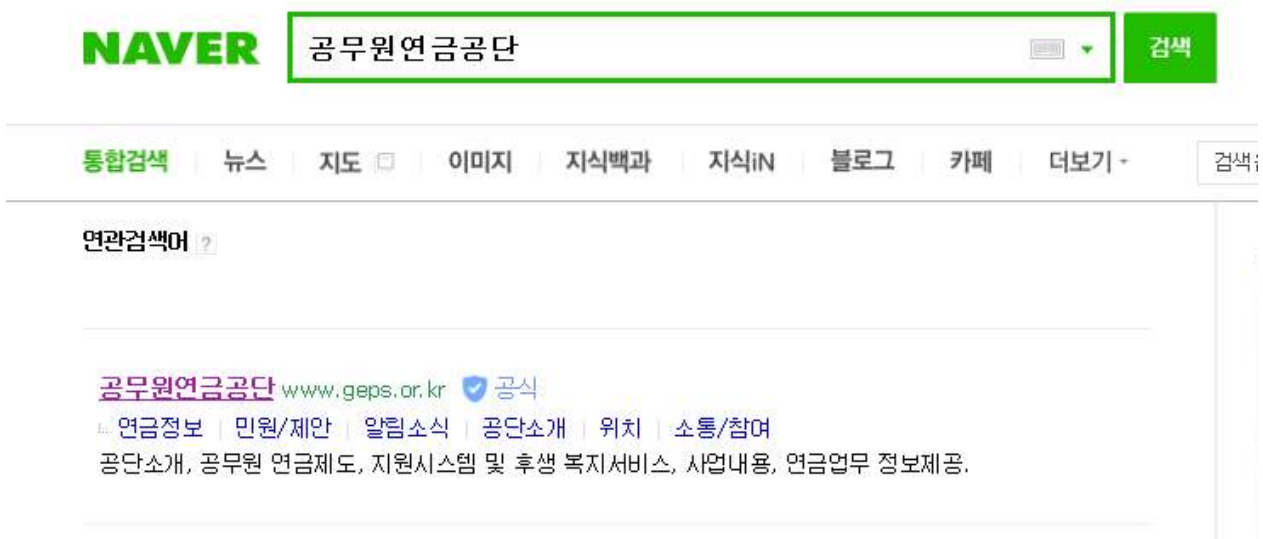 NAVER 공무원연금공단 검색
통합검색 뉴스 지도 이미지 지식백과 지식iN 블로그 카페 더보기 검색
연관검색어 ?
공무원연금공단 www.geps.or.kr 공식
연금정보 민원/제안 알림소식 공단소개 위치 소통/참여
공단소개, 공무원 연금제도, 지원시스템 및 후생 복지서비스, 사업내용, 연금업무 정보제공.